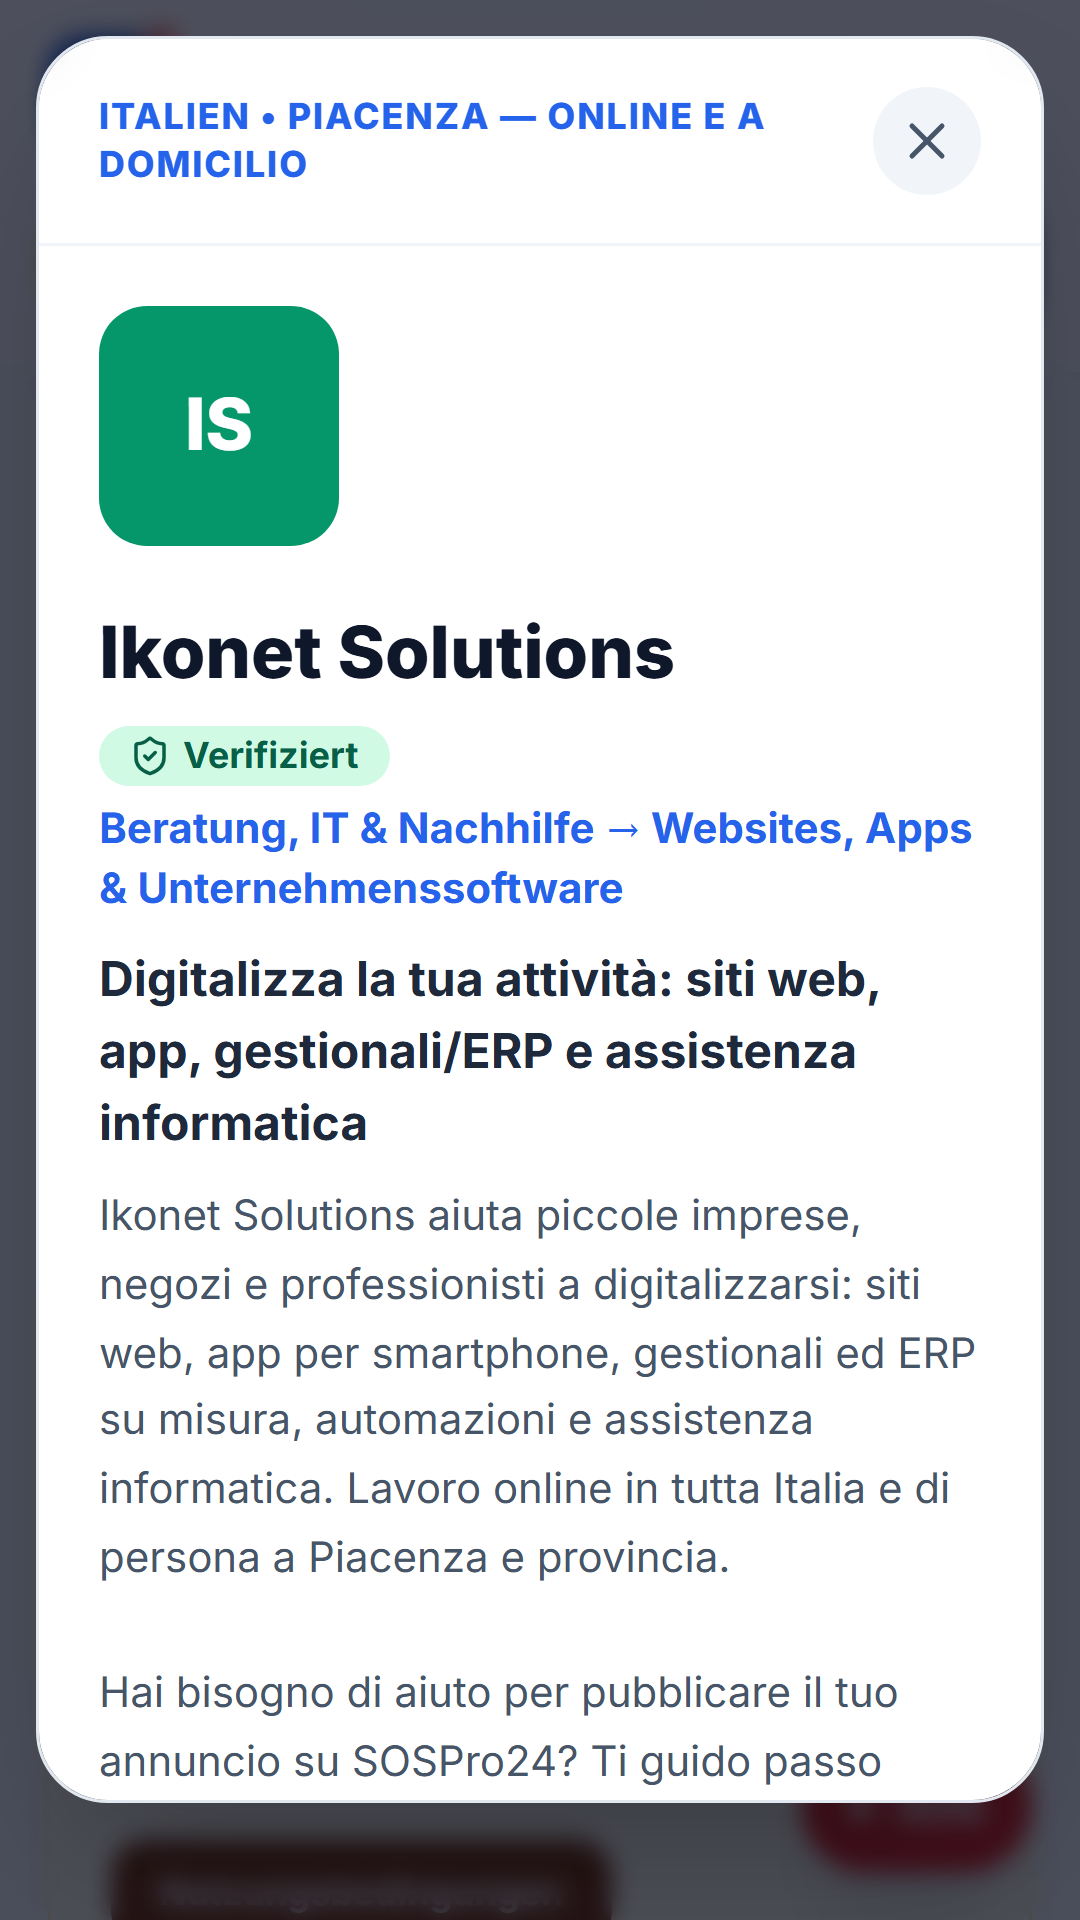 ITALIEN • PIACENZA — ONLINE E A
DOMICILIO
IS
Ikonet Solutions
Verifiziert
Beratung, IT & Nachhilfe → Websites, Apps
& Unternehmenssoftware
Digitalizza la tua attività: siti web,
app, gestionali/ERP e assistenza
informatica
Ikonet Solutions aiuta piccole imprese,
negozi e professionisti a digitalizzarsi: siti
web, app per smartphone, gestionali ed ERP
su misura, automazioni e assistenza
informatica. Lavoro online in tutta Italia e di
persona a Piacenza e provincia.
Hai bisogno di aiuto per pubblicare il tuo
annuncio su SOSPro24? Ti guido passo